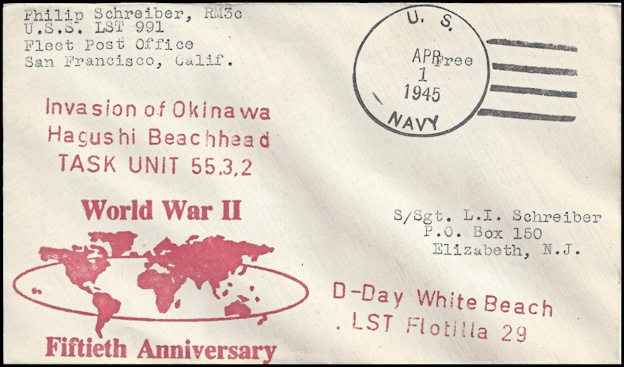 Philip Schreiber, RM3c
U.S.S. LST 991
Fleet Post Office
San Francisco, Calif.
U. S.
APR
Free
1
1945
NAVY
Invasion of Okinawa
Hagushi Beachhead
TASK UNIT 55.3.2
World War II
Fiftieth Anniversary
S/Sgt. L.I. Schreiber
P.O. Box 150
Elizabeth, N.J.
D-Day White Beach
LST Flotilla 29